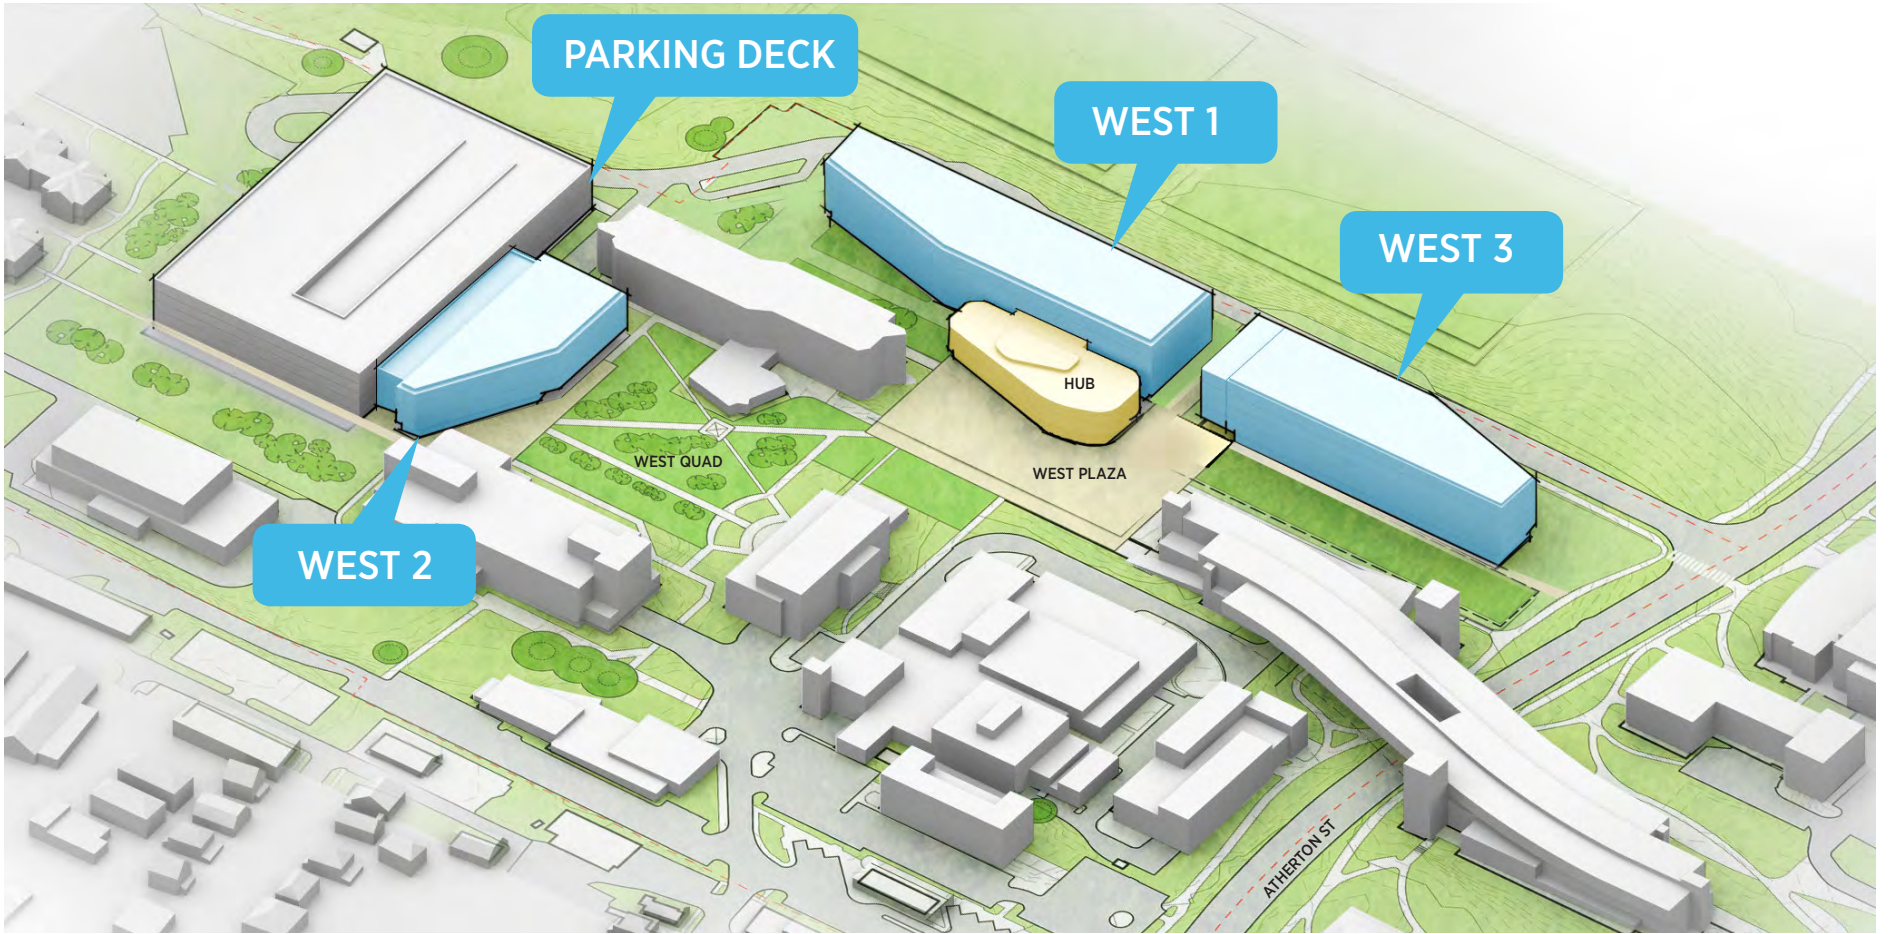 PARKING DECK
WEST 1
WEST 3
HUB
WEST QUAD
WEST PLAZA
WEST 2
ATHERTON ST